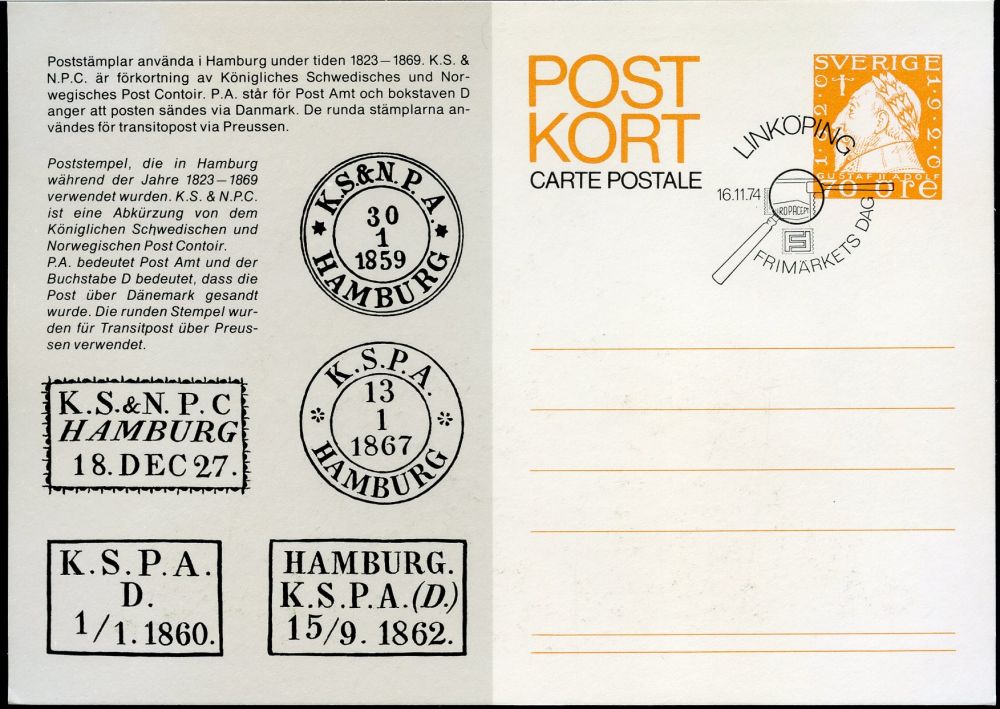 Poststämplar använda i Hamburg under tiden 1823 – 1869. K.S. &
N.P.C. är förkortning av Königliches Schwedisches und Nor-
wegisches Post Contoir. P.A. står för Post Amt och bokstaven D
anger att posten sändes via Danmark. De runda stämplarna an-
vändes för transitopost via Preussen.
Poststempel, die in Hamburg
während der Jahre 1823 – 1869
verwendet wurden. K.S. & N.P.C.
ist eine Abkürzung von dem
Königlichen Schwedischen und
Norwegischen Post Contoir.
P.A. bedeutet Post Amt und der
Buchstabe D bedeutet, dass die
Post über Dänemark gesandt
wurde. Die runden Stempel wur-
den für Transitpost über Preus-
sen verwendet.
K.S.&N.P.A.
30
1
1859
HAMBURG
K.S.P.A.
13
1
1867
HAMBURG
K.S.&N.P.C
HAMBURG
18.DEC 27.
K.S.P.A.
D.
1/1.1860.
HAMBURG.
K.S.P.A.(D.)
15/9. 1862.
POST
KORT
CARTE POSTALE
SVERIGE
1920
1920
GUSTAF II ADOLF
70 ÖRE
LINKÖPING
16.11.74
FRIMÄRKETS DAG